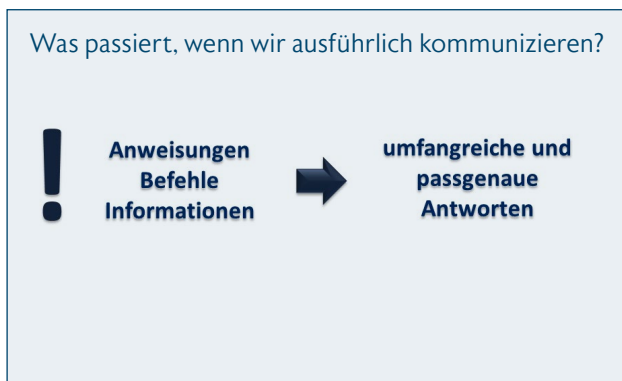 Was passiert, wenn wir ausführlich kommunizieren?
!
Anweisungen
Befehle
Informationen
umfangreiche und
passgenaue
Antworten